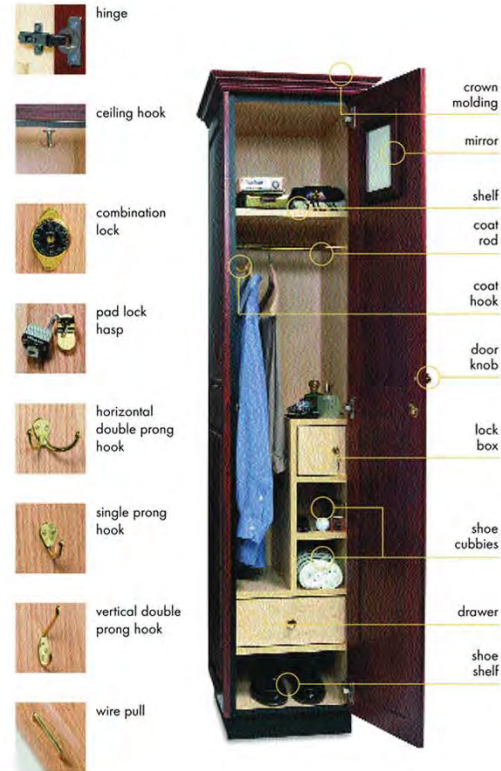 hinge
ceiling hook
combination
lock
pad lock
hasp
horizontal
double prong
hook
single prong
hook
vertical double
prong hook
wire pull
crown
molding
mirror
shelf
coat
rod
coat
hook
door
knob
lock
box
shoe
cubbies
drawer
shoe
shelf